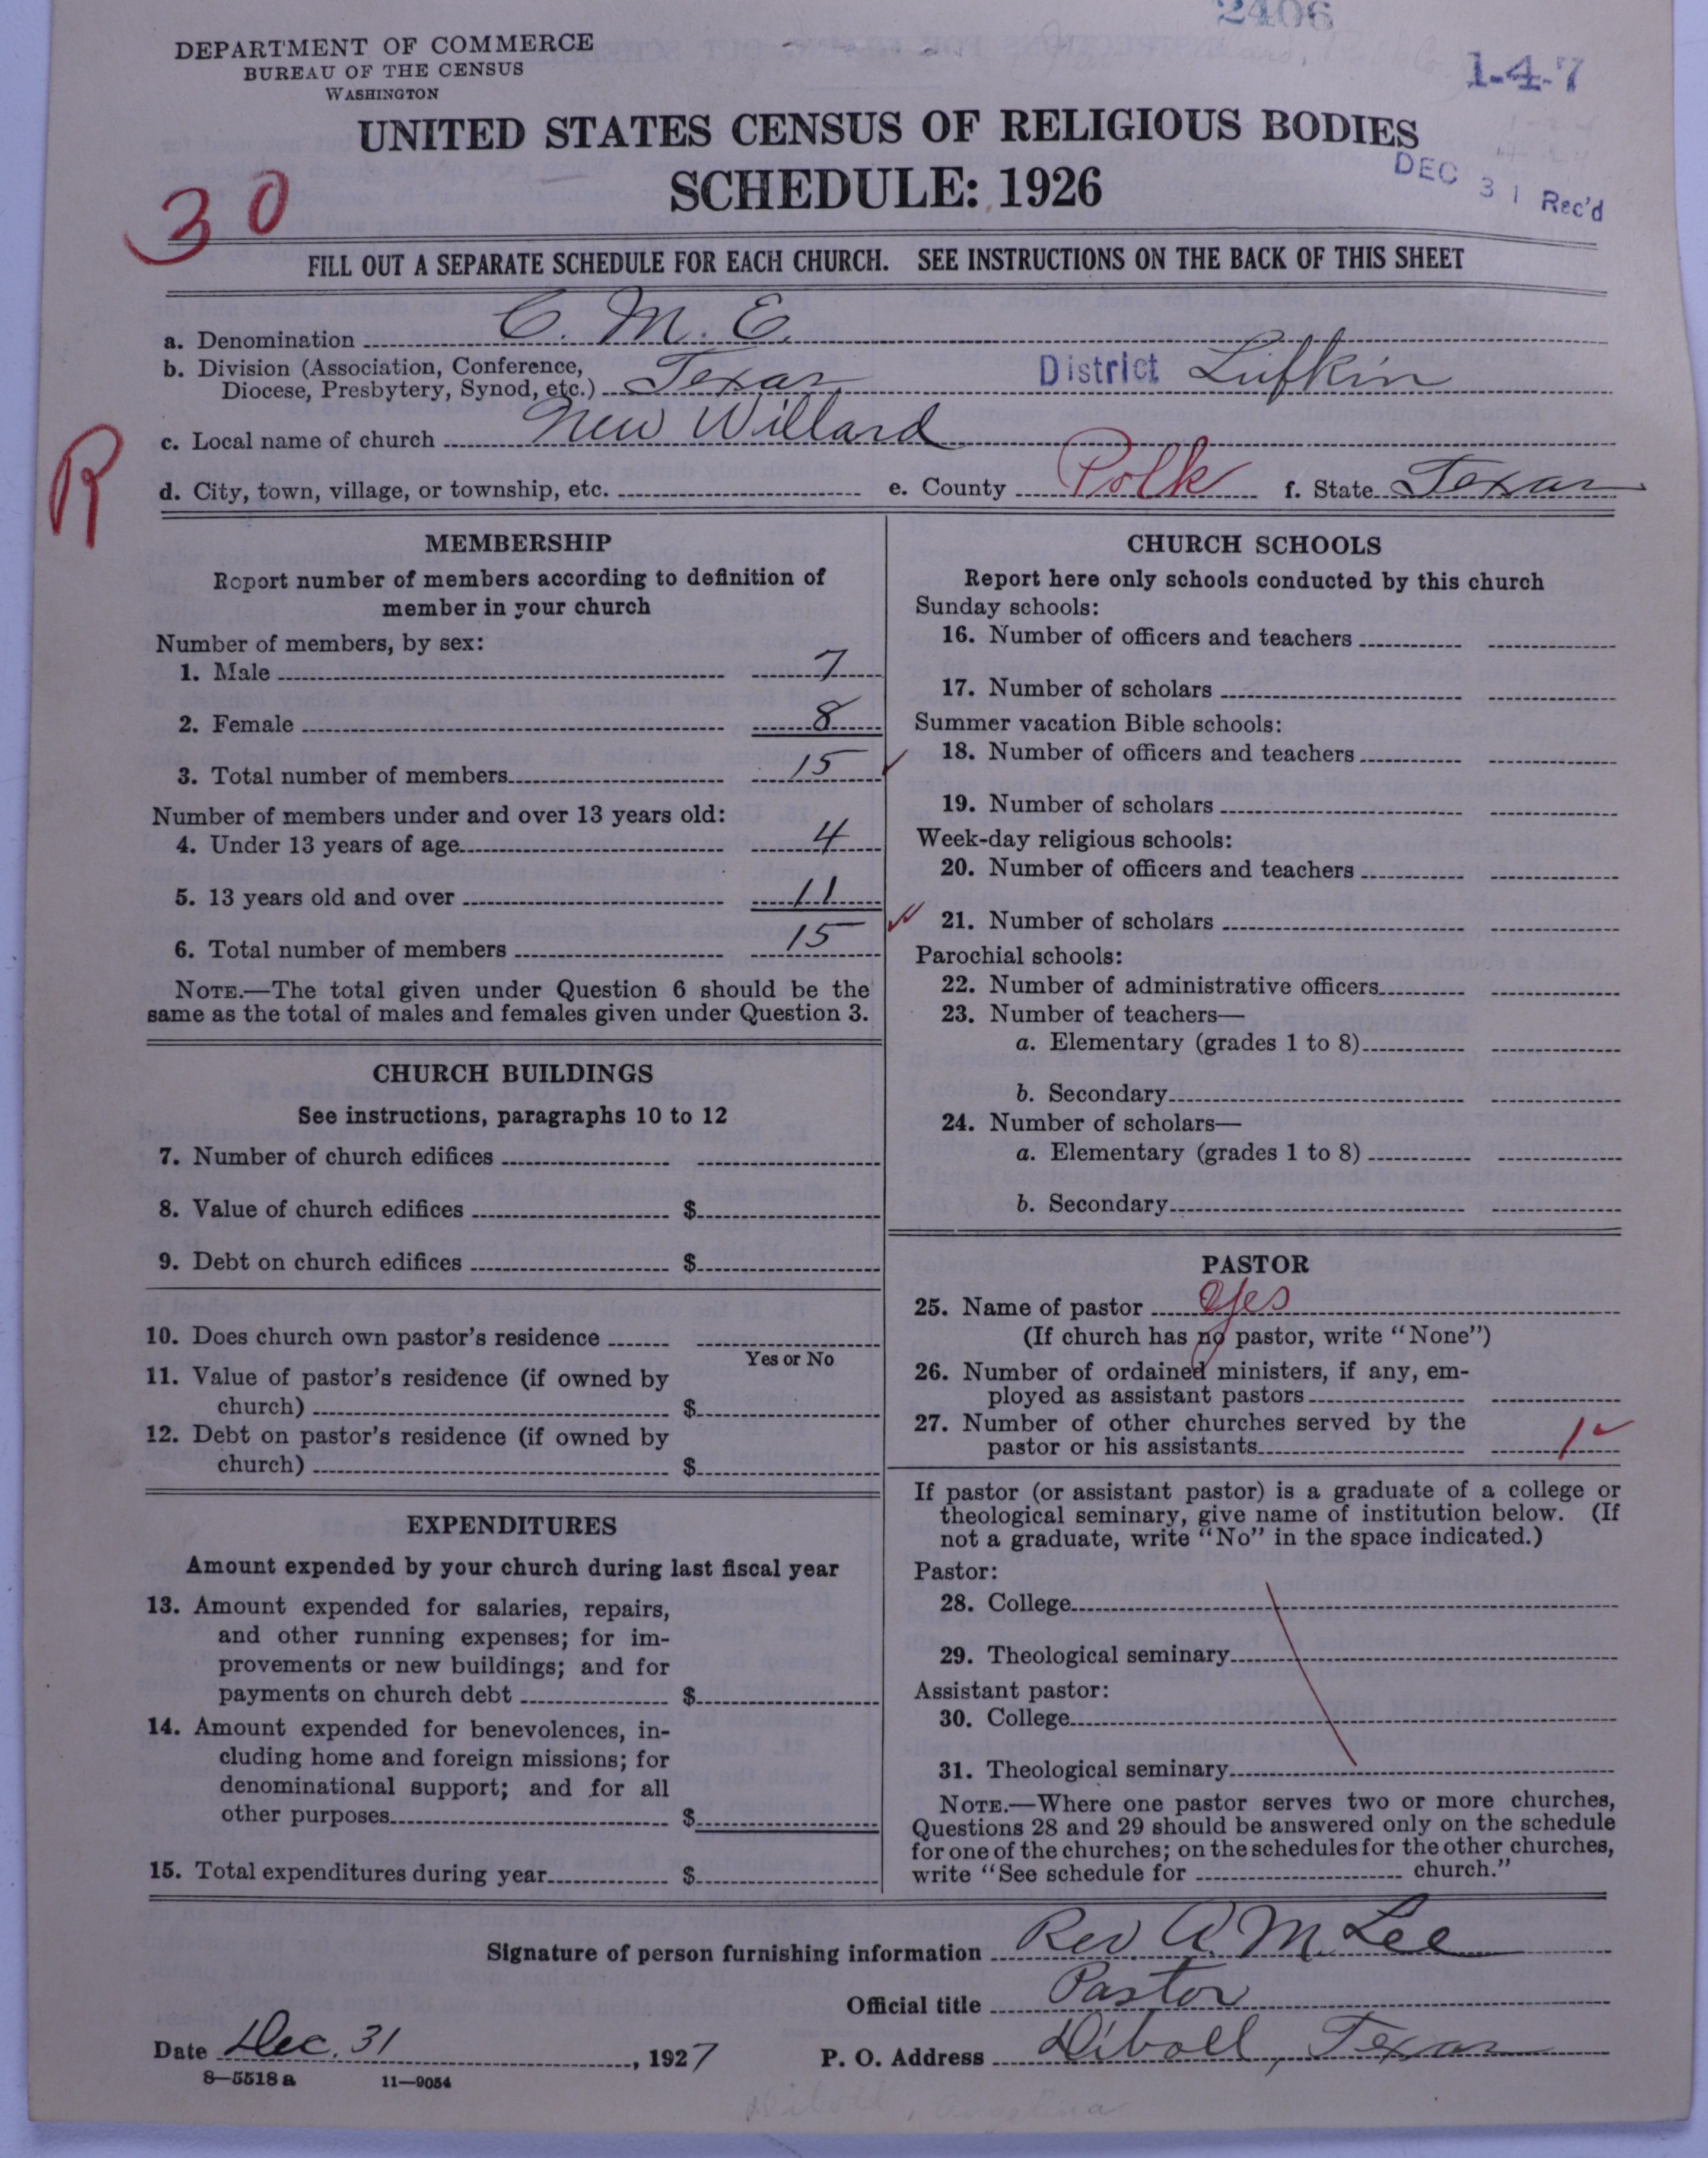 2406
DEPARTMENT OF COMMERCE
BUREAU OF THE CENSUS
WASHINGTON
1-4-7
UNITED STATES CENSUS OF RELIGIOUS BODIES
SCHEDULE: 1926
DEC 31 Rec'd
30
FILL OUT A SEPARATE SCHEDULE FOR EACH CHURCH. SEE INSTRUCTIONS ON THE BACK OF THIS SHEET
a. Denomination C. M. E.
b. Division (Association, Conference,
Diocese, Presbytery, Synod, etc.) Texas District Lufkin
c. Local name of church New Willard
R
d. City, town, village, or township, etc. e. County Polk f. State Texas
MEMBERSHIP
Report number of members according to definition of
member in your church
Number of members, by sex:
1. Male 7
2. Female 8
3. Total number of members 15
Number of members under and over 13 years old:
4. Under 13 years of age 4
5. 13 years old and over 11
6. Total number of members 15
NOTE.—The total given under Question 6 should be the
same as the total of males and females given under Question 3.
CHURCH BUILDINGS
See instructions, paragraphs 10 to 12
7. Number of church edifices
8. Value of church edifices $
9. Debt on church edifices $
10. Does church own pastor's residence
Yes or No
11. Value of pastor's residence (if owned by
church) $
12. Debt on pastor's residence (if owned by
church) $
EXPENDITURES
Amount expended by your church during last fiscal year
13. Amount expended for salaries, repairs,
and other running expenses; for im-
provements or new buildings; and for
payments on church debt $
14. Amount expended for benevolences, in-
cluding home and foreign missions; for
denominational support; and for all
other purposes $
15. Total expenditures during year $
CHURCH SCHOOLS
Report here only schools conducted by this church
Sunday schools:
16. Number of officers and teachers
17. Number of scholars
Summer vacation Bible schools:
18. Number of officers and teachers
19. Number of scholars
Week-day religious schools:
20. Number of officers and teachers
21. Number of scholars
Parochial schools:
22. Number of administrative officers
23. Number of teachers—
a. Elementary (grades 1 to 8)
b. Secondary
24. Number of scholars—
a. Elementary (grades 1 to 8)
b. Secondary
PASTOR
25. Name of pastor yes
(If church has no pastor, write "None")
26. Number of ordained ministers, if any, em-
ployed as assistant pastors
27. Number of other churches served by the
pastor or his assistants 1
If pastor (or assistant pastor) is a graduate of a college or
theological seminary, give name of institution below. (If
not a graduate, write "No" in the space indicated.)
Pastor:
28. College
29. Theological seminary
Assistant pastor:
30. College
31. Theological seminary
NOTE.—Where one pastor serves two or more churches,
Questions 28 and 29 should be answered only on the schedule
for one of the churches; on the schedules for the other churches,
write "See schedule for church."
Signature of person furnishing information Rev. A. M. Lee
Official title Pastor
Date Dec. 31, 1927 P. O. Address Diboll, Texas
8—5518 a 11—9054
Diboll, Angelina